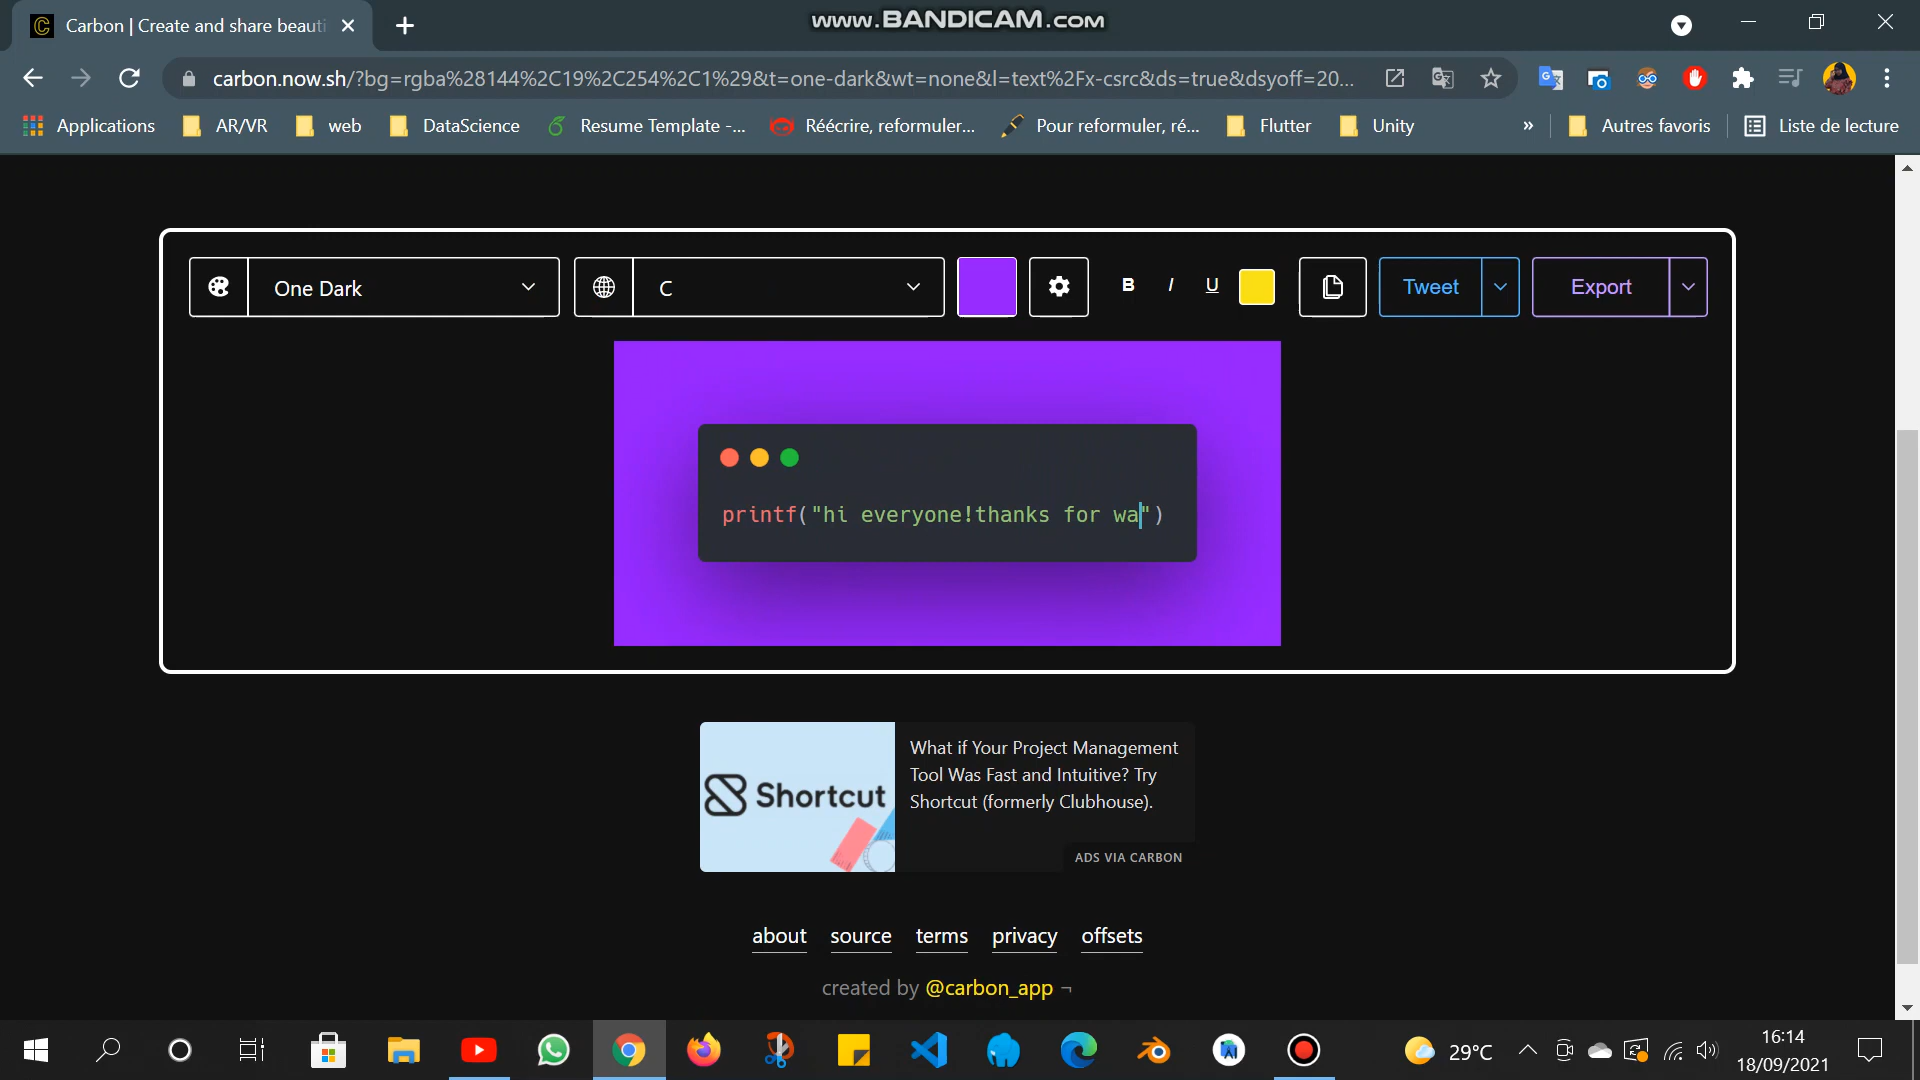 Carbon | Create and share beauti
www.BANDICAM.com
carbon.now.sh/?bg=rgba%28144%2C19%2C254%2C1%29&t=one-dark&wt=none&l=text%2Fx-csrc&ds=true&dsyoff=20...
Applications AR/VR web DataScience Resume Template -... Réécrire, reformuler... Pour reformuler, ré... Flutter Unity » Autres favoris Liste de lecture
One Dark C B I U Tweet Export
printf("hi everyone!thanks for wa")
Shortcut
What if Your Project Management
Tool Was Fast and Intuitive? Try
Shortcut (formerly Clubhouse).
ADS VIA CARBON
about source terms privacy offsets
created by @carbon_app ¬
29°C
16:14
18/09/2021